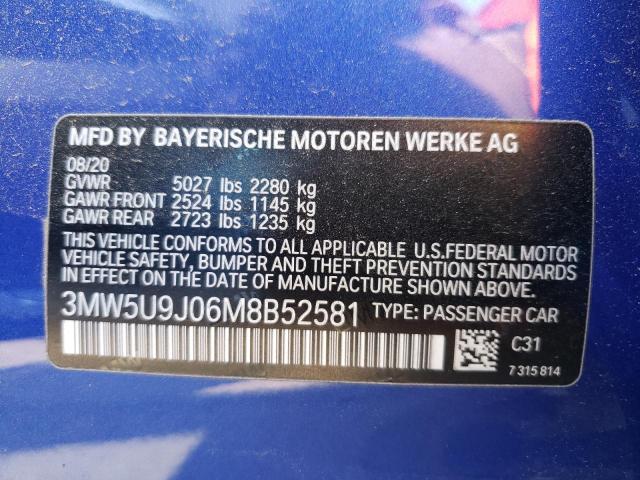 MFD BY BAYERISCHE MOTOREN WERKE AG
08/20
GVWR 5027 lbs 2280 kg
GAWR FRONT 2524 lbs 1145 kg
GAWR REAR 2723 lbs 1235 kg
THIS VEHICLE CONFORMS TO ALL APPLICABLE U.S.FEDERAL MOTOR
VEHICLE SAFETY, BUMPER AND THEFT PREVENTION STANDARDS
IN EFFECT ON THE DATE OF MANUFACTURE SHOWN ABOVE.
3MW5U9J06M8B52581 TYPE: PASSENGER CAR
C31
7 315 814